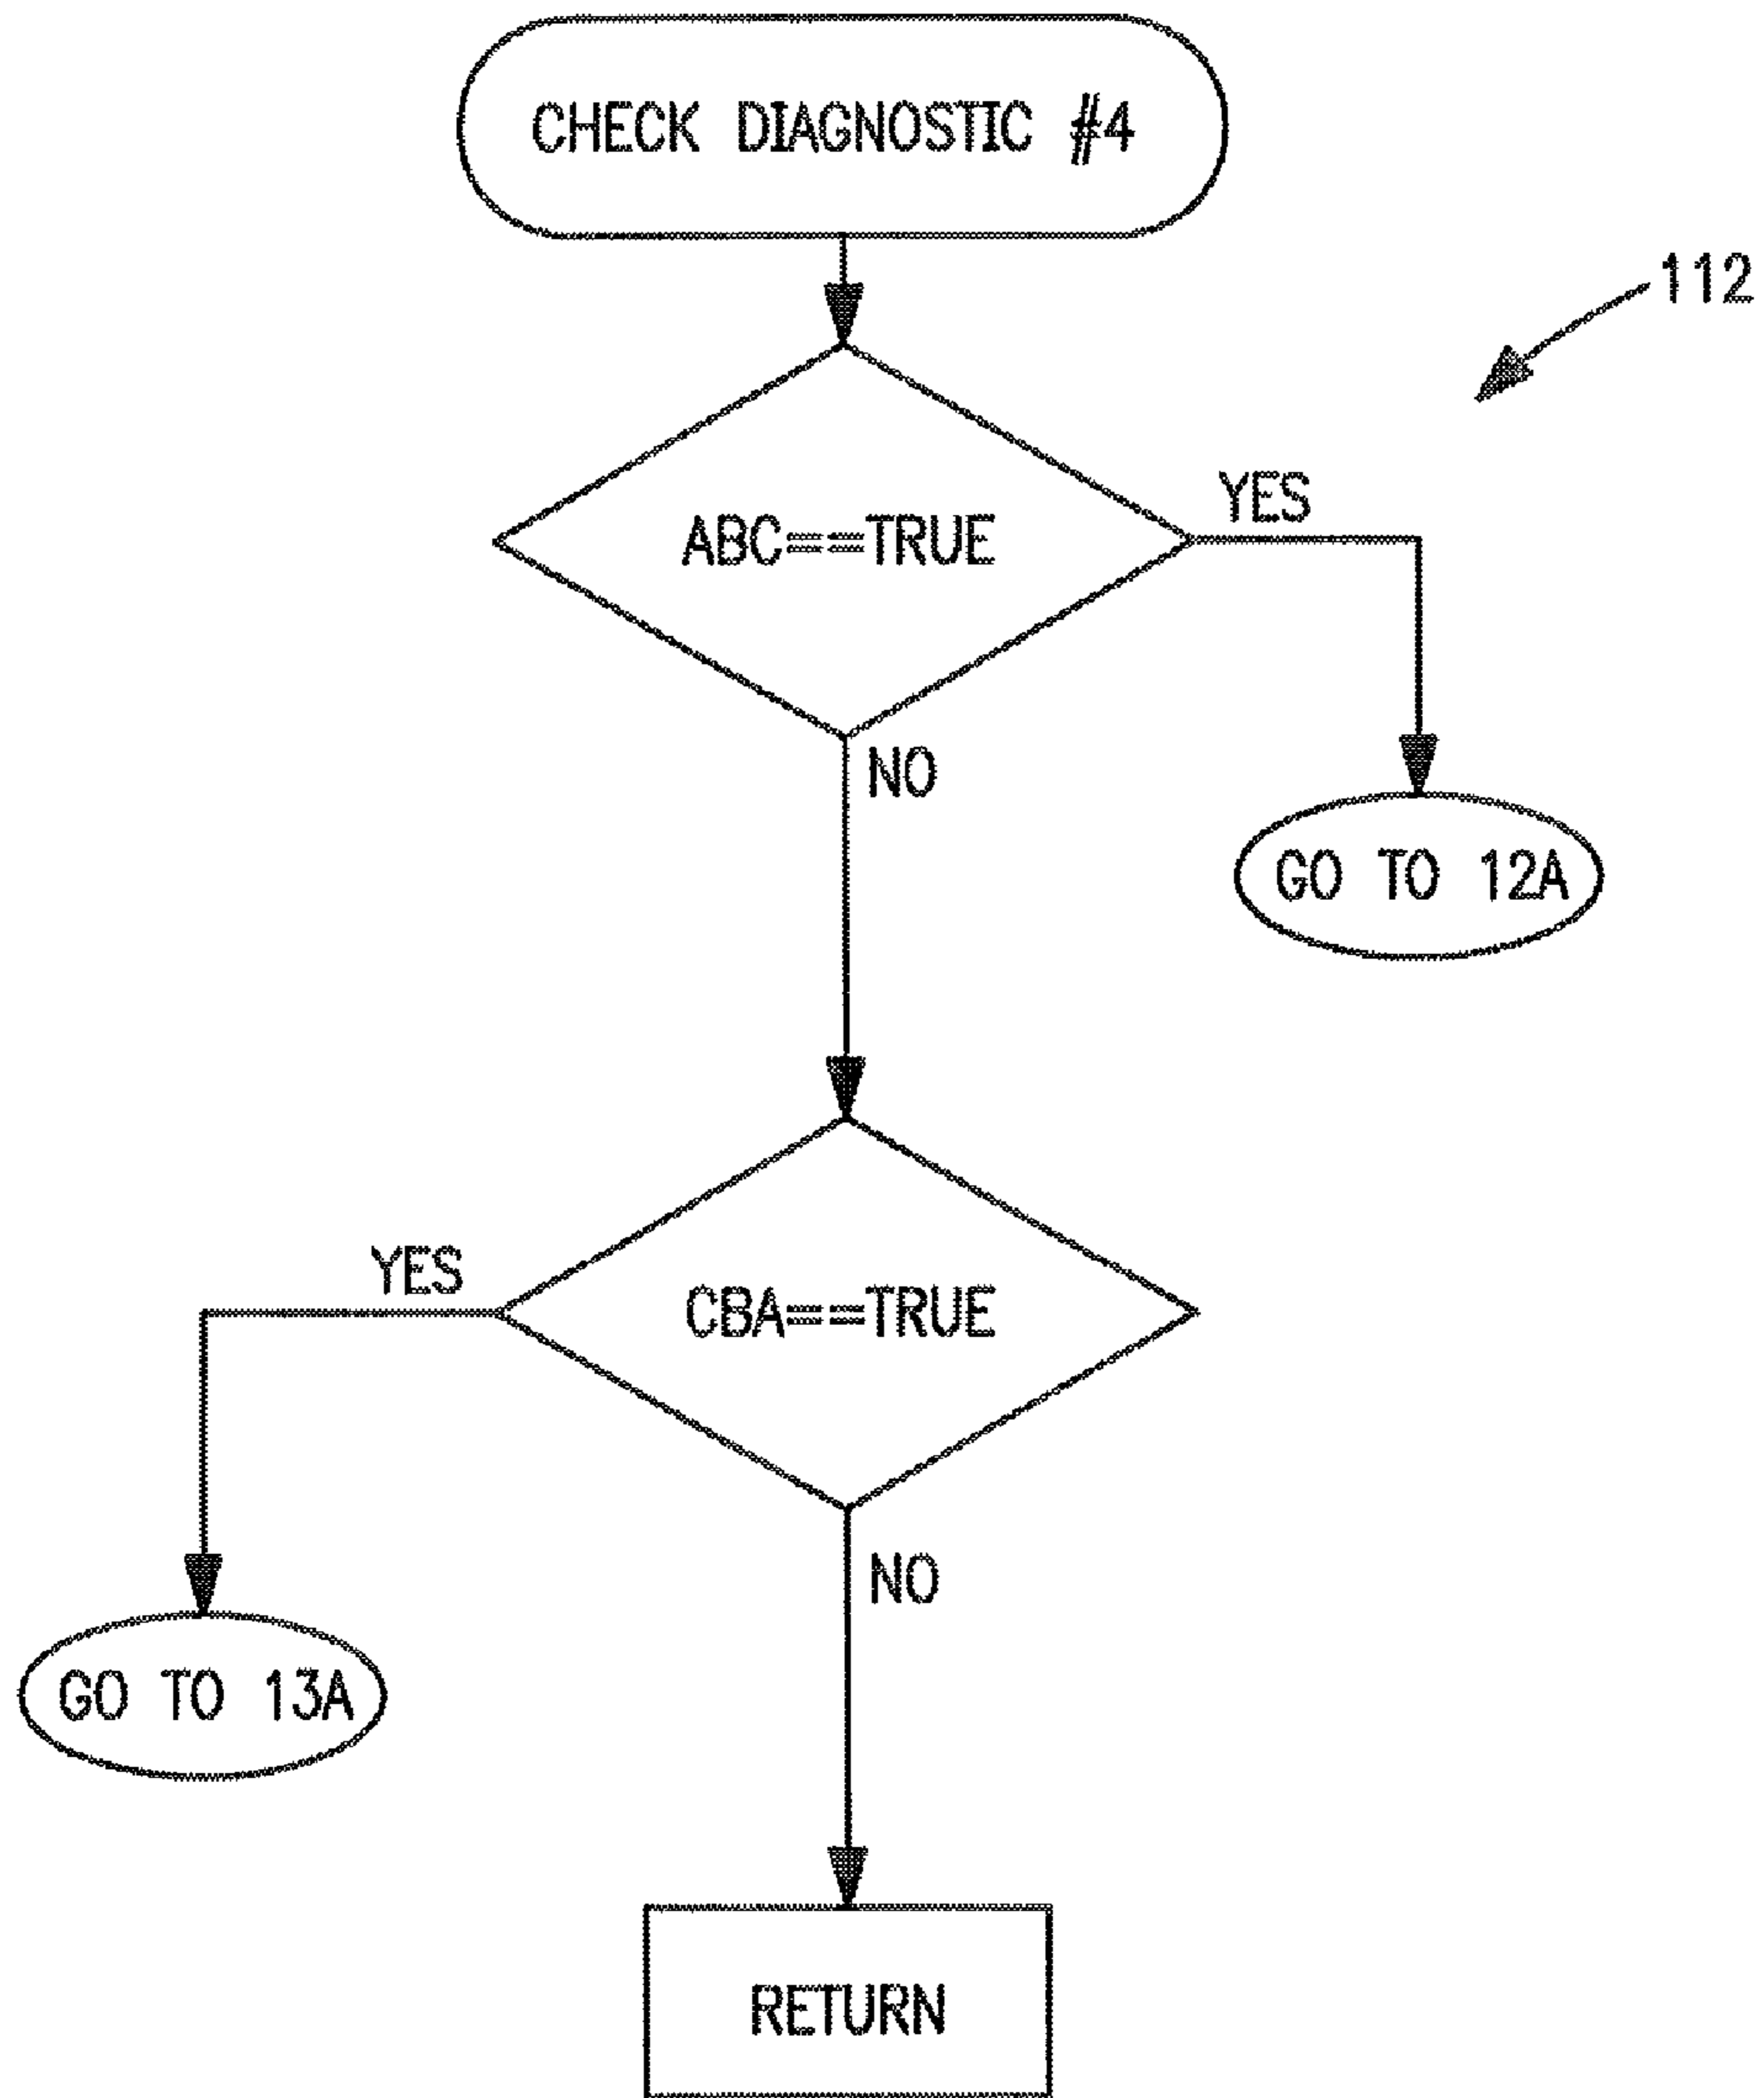 CHECK DIAGNOSTIC #4
112
ABC==TRUE
YES
NO
GO TO 12A
CBA==TRUE
YES
NO
GO TO 13A
RETURN